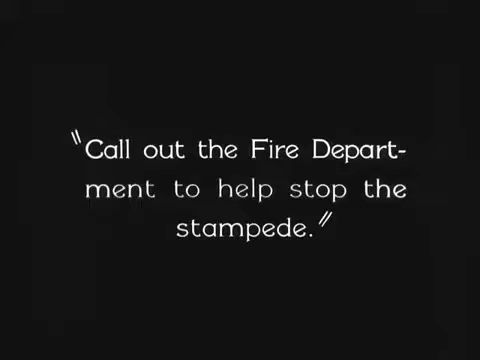 "Call out the Fire Depart-
ment to help stop the
stampede."